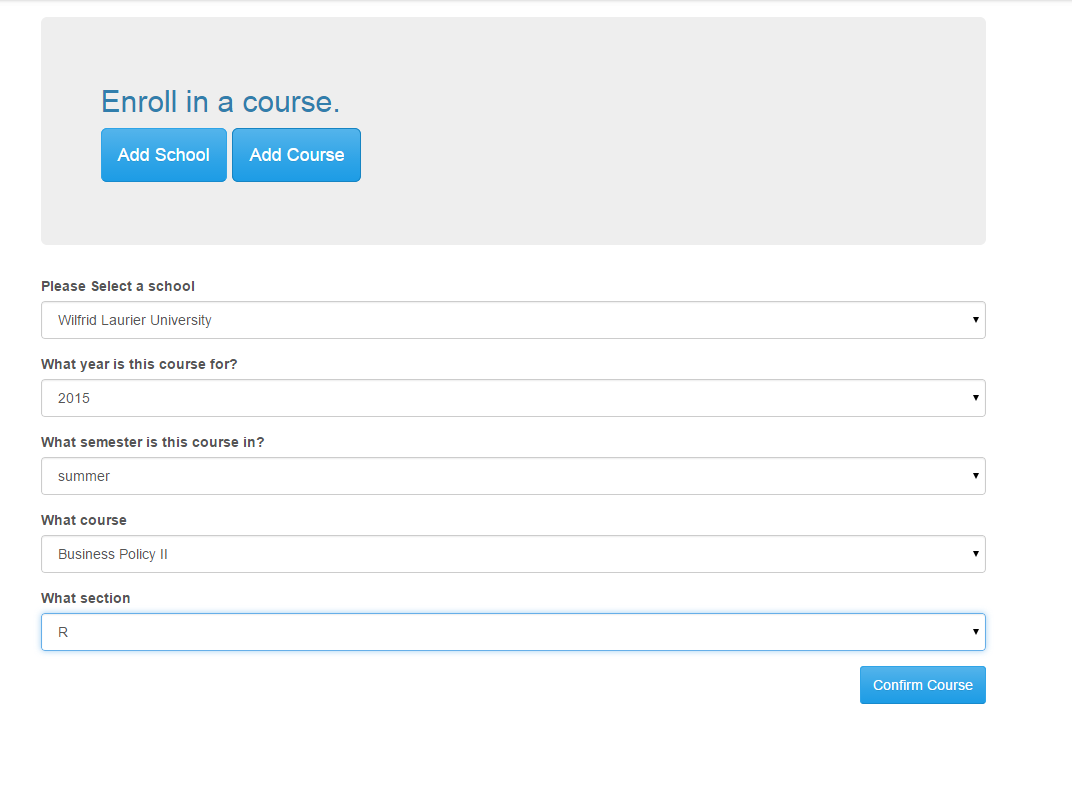 Enroll in a course.
Add School Add Course
Please Select a school
Wilfrid Laurier University
What year is this course for?
2015
What semester is this course in?
summer
What course
Business Policy II
What section
R
Confirm Course